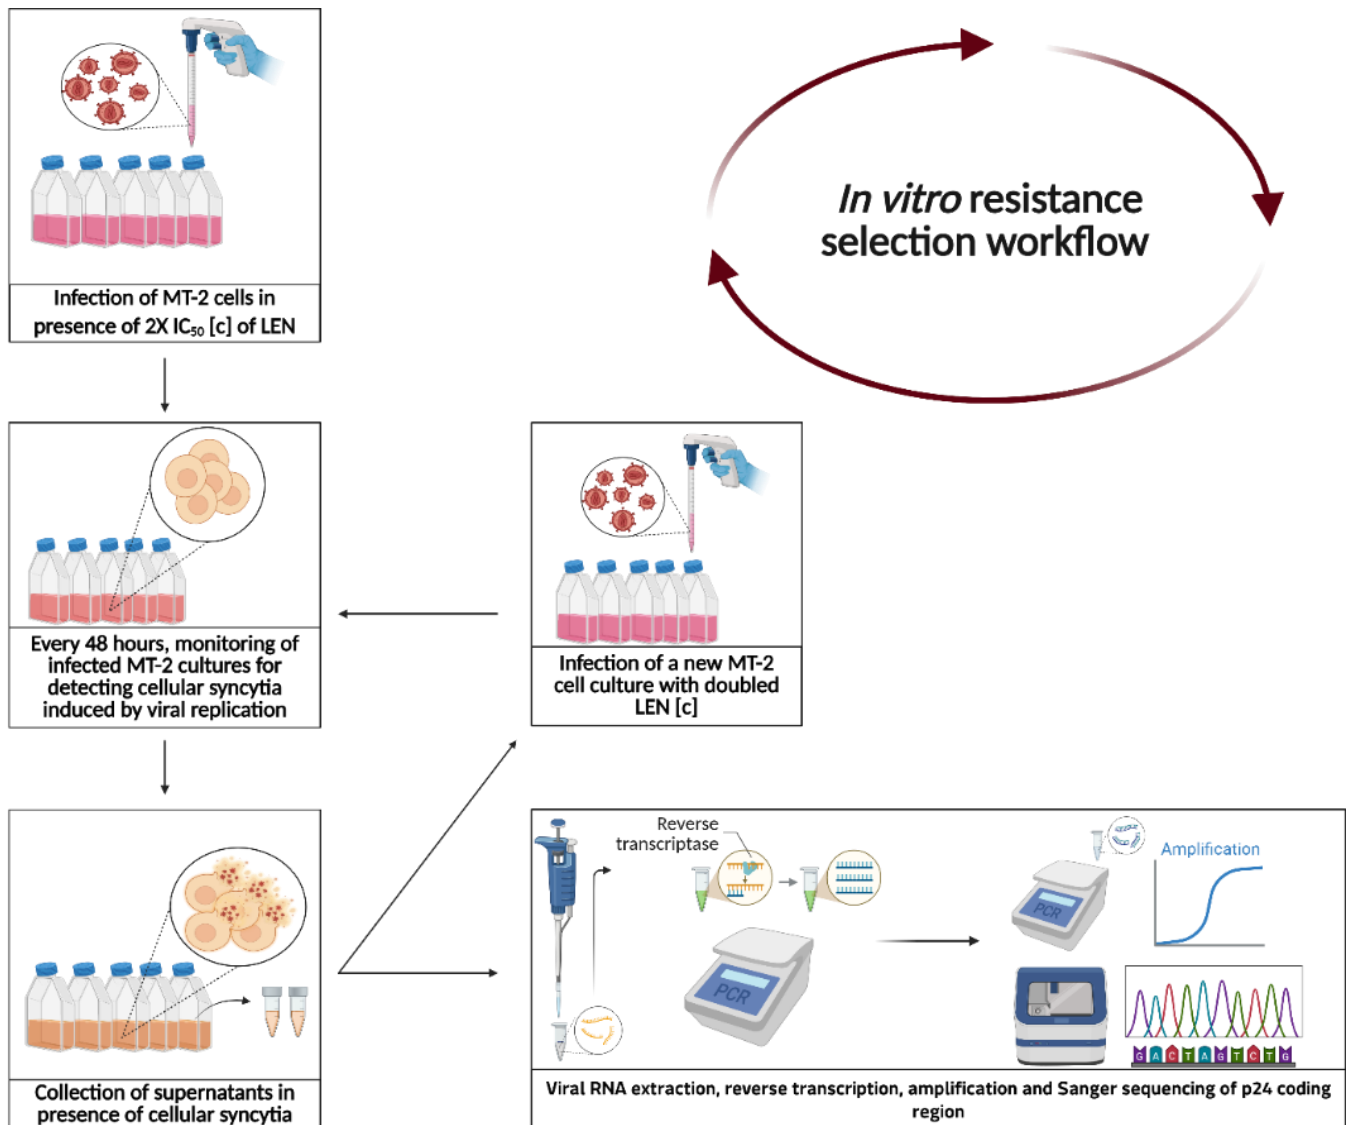 In vitro resistance
selection workflow
Infection of MT-2 cells in
presence of 2X IC₅₀ [c] of LEN
Every 48 hours, monitoring of
infected MT-2 cultures for
detecting cellular syncytia
induced by viral replication
Infection of a new MT-2
cell culture with doubled
LEN [c]
Collection of supernatants in
presence of cellular syncytia
Reverse
transcriptase
PCR
PCR
Amplification
G A C T A G T C T G
Viral RNA extraction, reverse transcription, amplification and Sanger sequencing of p24 coding
region